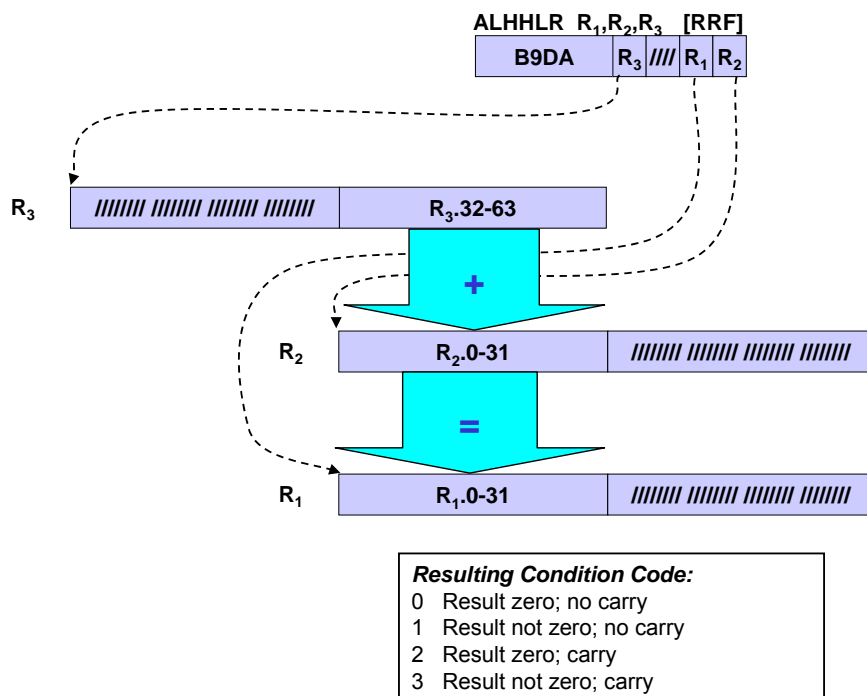 ALHHLR R₁,R₂,R₃ [RRF]
B9DA R₃ //// R₁ R₂
R₃ //////// //////// //////// //////// R₃.32-63
+
R₂ R₂.0-31 //////// //////// //////// ////////
=
R₁ R₁.0-31 //////// //////// //////// ////////
Resulting Condition Code:
0 Result zero; no carry
1 Result not zero; no carry
2 Result zero; carry
3 Result not zero; carry